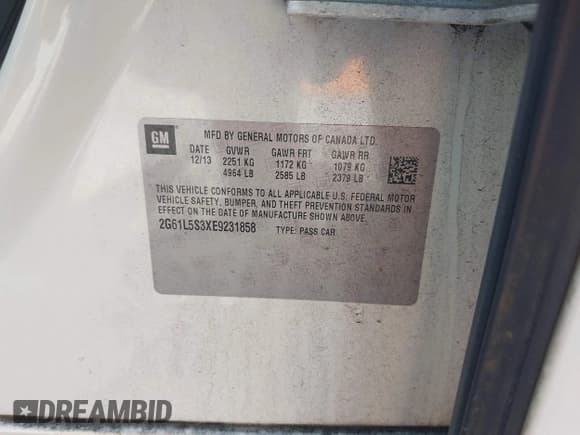 GM
MFD BY GENERAL MOTORS OF CANADA LTD.
DATE GVWR GAWR FRT GAWR RR
12/13 2251 KG 1172 KG 1079 KG
4964 LB 2585 LB 2379 LB
THIS VEHICLE CONFORMS TO ALL APPLICABLE U.S. FEDERAL MOTOR
VEHICLE SAFETY, BUMPER, AND THEFT PREVENTION STANDARDS IN
EFFECT ON THE DATE OF MANUFACTURE SHOWN ABOVE.
2G61L5S3XE9231858 TYPE: PASS CAR
DREAMBID